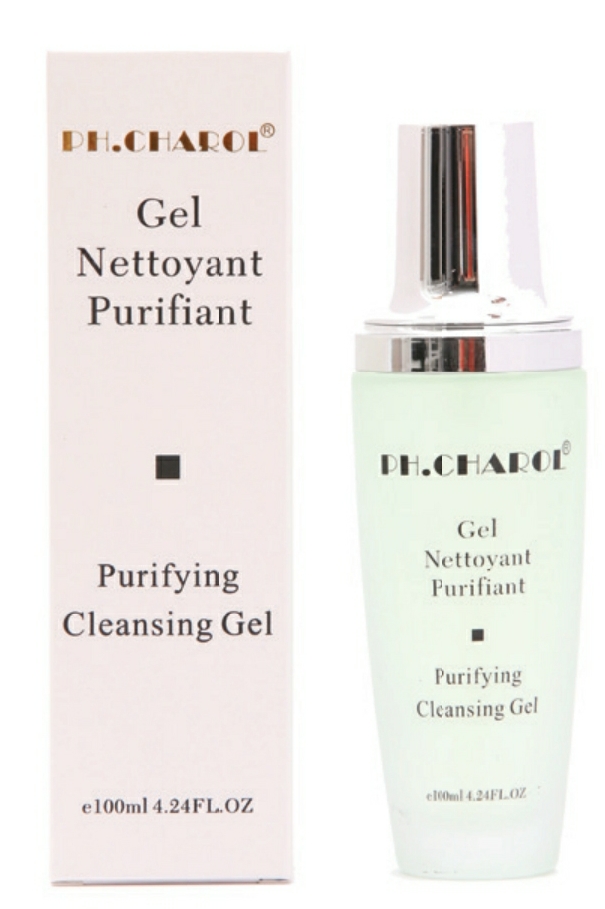 PH.CHAROL®
Gel
Nettoyant
Purifiant
Purifying
Cleansing Gel
e100ml 4.24FL.OZ
PH.CHAROL®
Gel
Nettoyant
Purifiant
Purifying
Cleansing Gel
e100ml 4.24FL.OZ